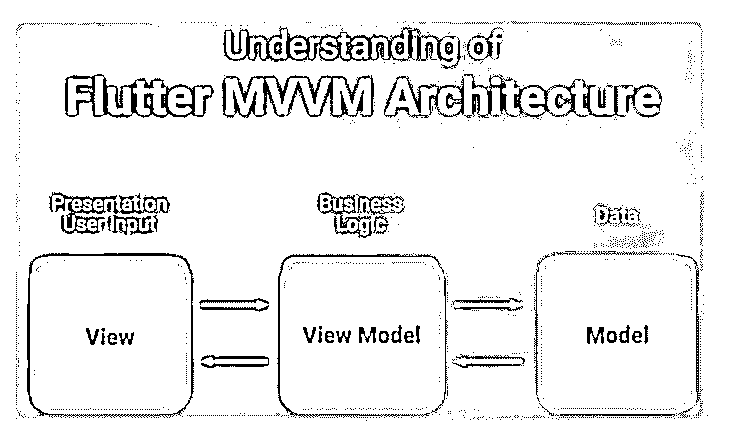 Understanding of
Flutter MVVM Architecture
Presentation
User Input
Business
Logic
Data
View
View Model
Model